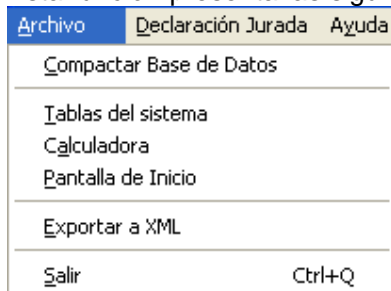 Archivo Declaración Jurada Ayuda
Compactar Base de Datos
Tablas del sistema
Calculadora
Pantalla de Inicio
Exportar a XML
Salir Ctrl+Q